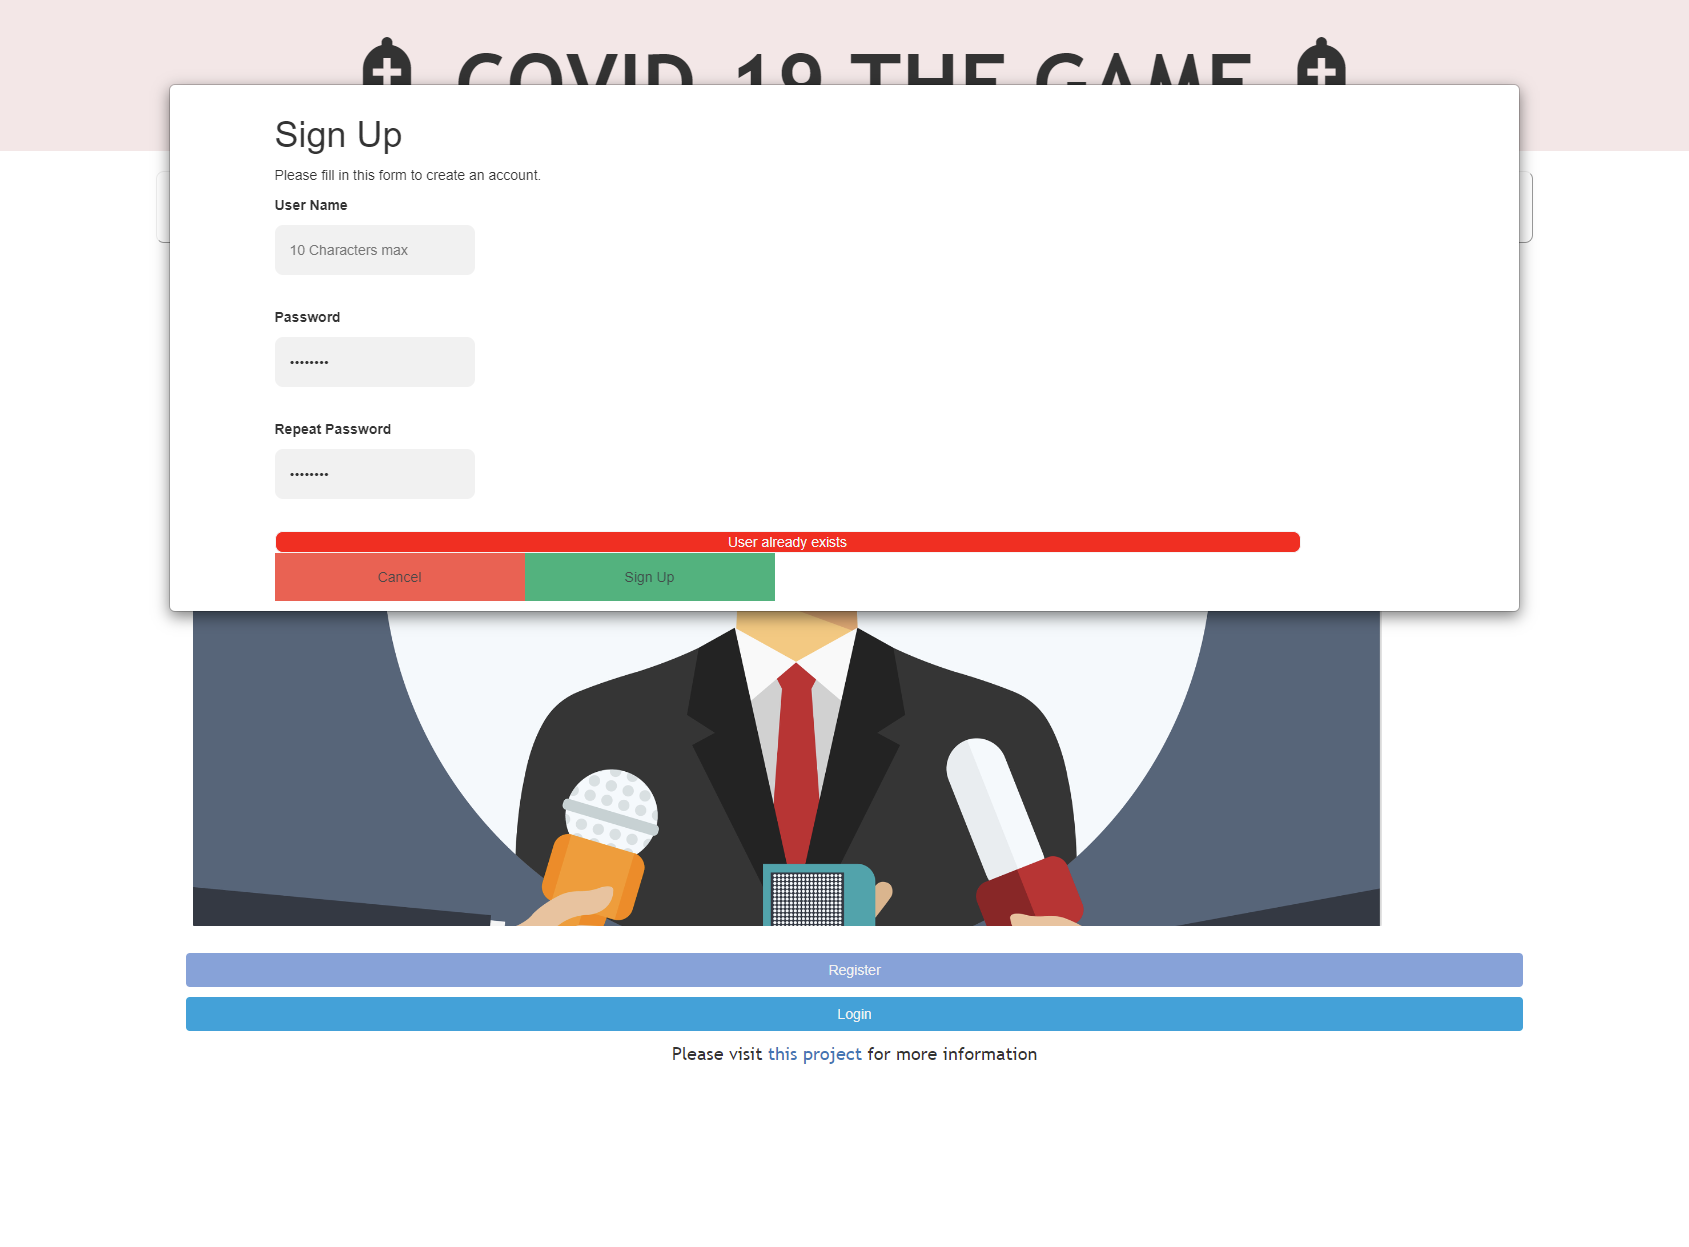 COVID-19 THE GAME
Sign Up
Please fill in this form to create an account.
User Name
10 Characters max
Password
••••••••
Repeat Password
••••••••
User already exists
Cancel
Sign Up
Register
Login
Please visit this project for more information